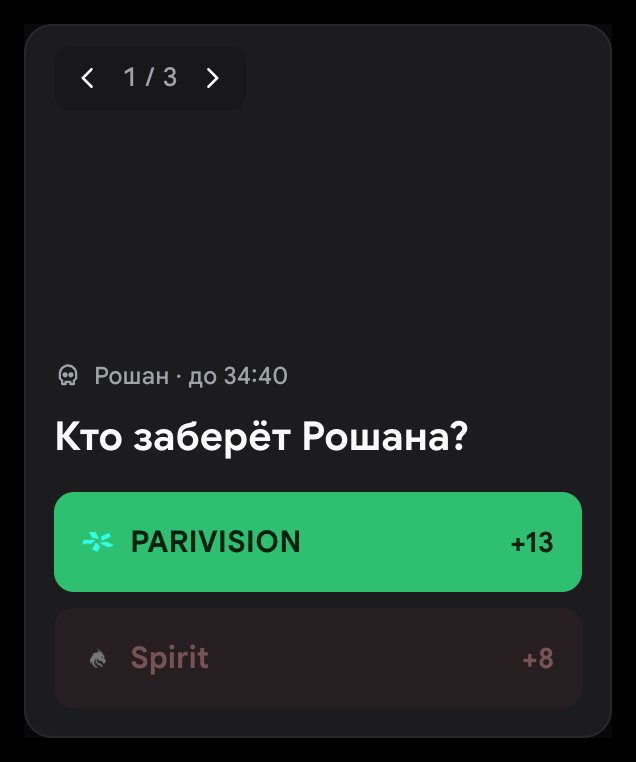 1 / 3
Рошан · до 34:40
Кто заберёт Рошана?
PARIVISION +13
Spirit +8